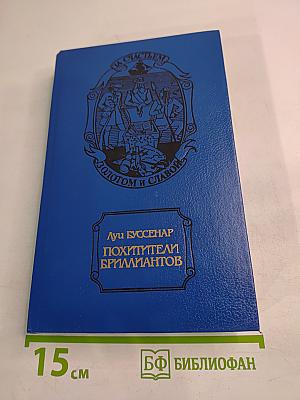 ЗА СЧАСТЬЕМ,
ЗОЛОТОМ И СЛАВОЙ
Луи БУССЕНАР
ПОХИТИТЕЛИ
БРИЛЛИАНТОВ
15 см
БФ БИБЛИОФАН